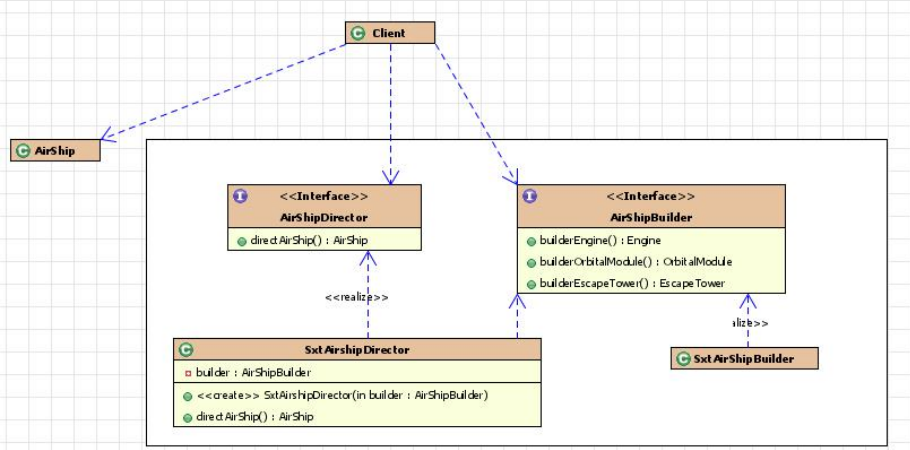 Client
AirShip
<<Interface>>
AirShipDirector
directAirShip() : AirShip
<<Interface>>
AirShipBuilder
builderEngine() : Engine
builderOrbitalModule() : OrbitalModule
builderEscapeTower() : EscapeTower
<<realize>>
alize>>
SxtAirshipDirector
builder : AirShipBuilder
<<create>> SxtAirshipDirector(in builder : AirShipBuilder)
directAirShip() : AirShip
SxtAirShipBuilder